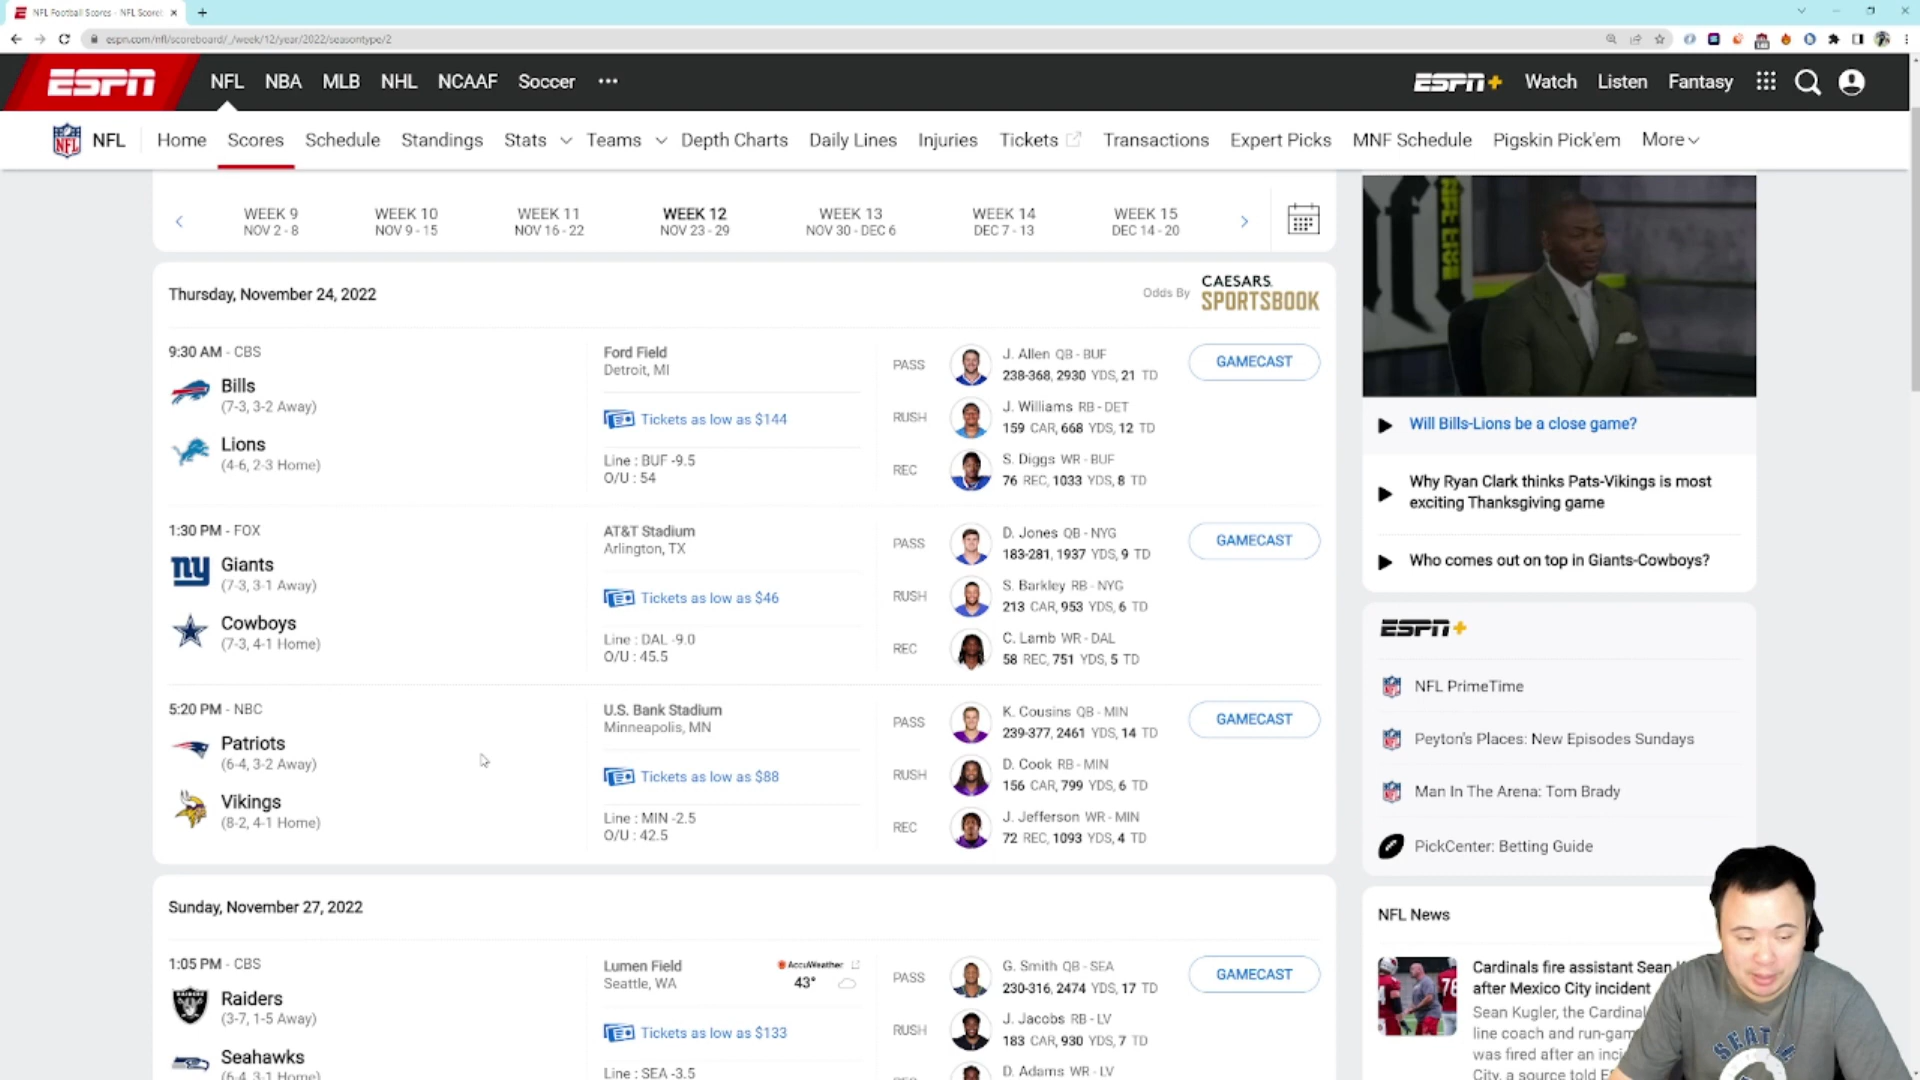 NFL Football Scores - NFL Score
espn.com/nfl/scoreboard/_/week/12/year/2022/seasontype/2
ESPN
NFL NBA MLB NHL NCAAF Soccer
ESPN+ Watch Listen Fantasy
NFL Home Scores Schedule Standings Stats Teams Depth Charts Daily Lines Injuries Tickets Transactions Expert Picks MNF Schedule Pigskin Pick'em More
WEEK 9 WEEK 10 WEEK 11 WEEK 12 WEEK 13 WEEK 14 WEEK 15
NOV 2 - 8 NOV 9 - 15 NOV 16 - 22 NOV 23 - 29 NOV 30 - DEC 6 DEC 7 - 13 DEC 14 - 20
Thursday, November 24, 2022
Odds By
CAESARS
SPORTSBOOK
9:30 AM - CBS
Bills
(7-3, 3-2 Away)
Lions
(4-6, 2-3 Home)
Ford Field
Detroit, MI
Tickets as low as $144
Line : BUF -9.5
O/U : 54
PASS
J. Allen QB - BUF
238-368, 2930 YDS, 21 TD
RUSH
J. Williams RB - DET
159 CAR, 668 YDS, 12 TD
REC
S. Diggs WR - BUF
76 REC, 1033 YDS, 8 TD
GAMECAST
1:30 PM - FOX
Giants
(7-3, 3-1 Away)
Cowboys
(7-3, 4-1 Home)
AT&T Stadium
Arlington, TX
Tickets as low as $46
Line : DAL -9.0
O/U : 45.5
PASS
D. Jones QB - NYG
183-281, 1937 YDS, 9 TD
RUSH
S. Barkley RB - NYG
213 CAR, 953 YDS, 6 TD
REC
C. Lamb WR - DAL
58 REC, 751 YDS, 5 TD
GAMECAST
5:20 PM - NBC
Patriots
(6-4, 3-2 Away)
Vikings
(8-2, 4-1 Home)
U.S. Bank Stadium
Minneapolis, MN
Tickets as low as $88
Line : MIN -2.5
O/U : 42.5
PASS
K. Cousins QB - MIN
239-377, 2461 YDS, 14 TD
RUSH
D. Cook RB - MIN
156 CAR, 799 YDS, 6 TD
REC
J. Jefferson WR - MIN
72 REC, 1093 YDS, 4 TD
GAMECAST
Sunday, November 27, 2022
1:05 PM - CBS
Raiders
(3-7, 1-5 Away)
Seahawks
(6-4, 3-1 Home)
Lumen Field
Seattle, WA
AccuWeather
43°
Tickets as low as $133
Line : SEA -3.5
PASS
G. Smith QB - SEA
230-316, 2474 YDS, 17 TD
RUSH
J. Jacobs RB - LV
183 CAR, 930 YDS, 7 TD
D. Adams WR - LV
GAMECAST
Will Bills-Lions be a close game?
Why Ryan Clark thinks Pats-Vikings is most
exciting Thanksgiving game
Who comes out on top in Giants-Cowboys?
ESPN+
NFL PrimeTime
Peyton's Places: New Episodes Sundays
Man In The Arena: Tom Brady
PickCenter: Betting Guide
NFL News
Cardinals fire assistant Sean
after Mexico City incident
Sean Kugler, the Cardinal
line coach and run-gam
was fired after an inci
City, a source told E